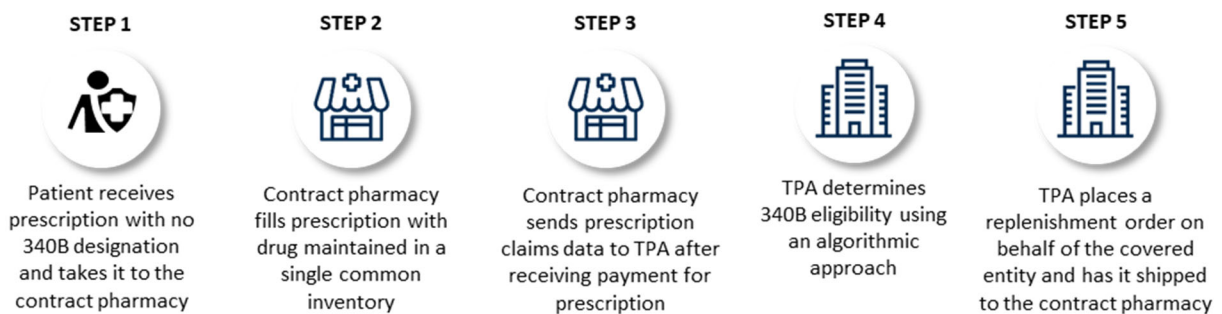 STEP 1
Patient receives
prescription with no
340B designation
and takes it to the
contract pharmacy
STEP 2
Contract pharmacy
fills prescription with
drug maintained in a
single common
inventory
STEP 3
Contract pharmacy
sends prescription
claims data to TPA after
receiving payment for
prescription
STEP 4
TPA determines
340B eligibility using
an algorithmic
approach
STEP 5
TPA places a
replenishment order on
behalf of the covered
entity and has it shipped
to the contract pharmacy